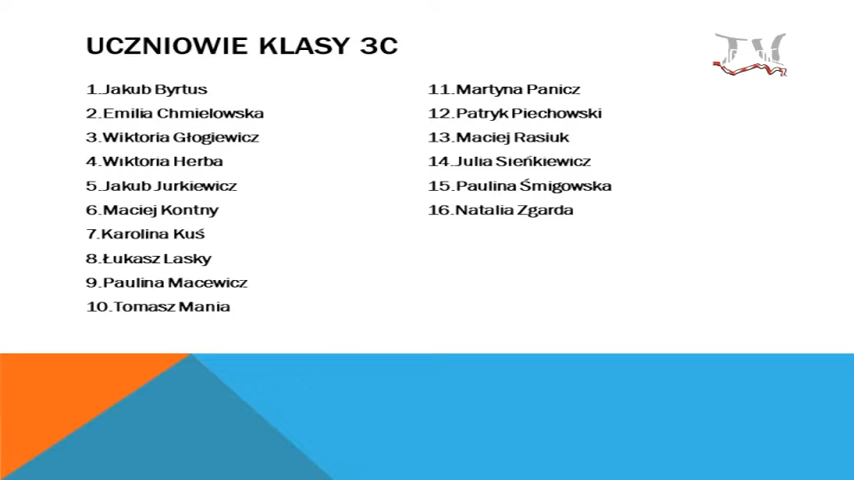 UCZNIOWIE KLASY 3C
1.Jakub Byrtus
2.Emilia Chmielowska
3.Wiktoria Głogiewicz
4.Wiktoria Herba
5.Jakub Jurkiewicz
6.Maciej Kontny
7.Karolina Kuś
8.Łukasz Lasky
9.Paulina Macewicz
10.Tomasz Mania
11.Martyna Panicz
12.Patryk Piechowski
13.Maciej Rasiuk
14.Julia Sieńkiewicz
15.Paulina Śmigowska
16.Natalia Zgarda